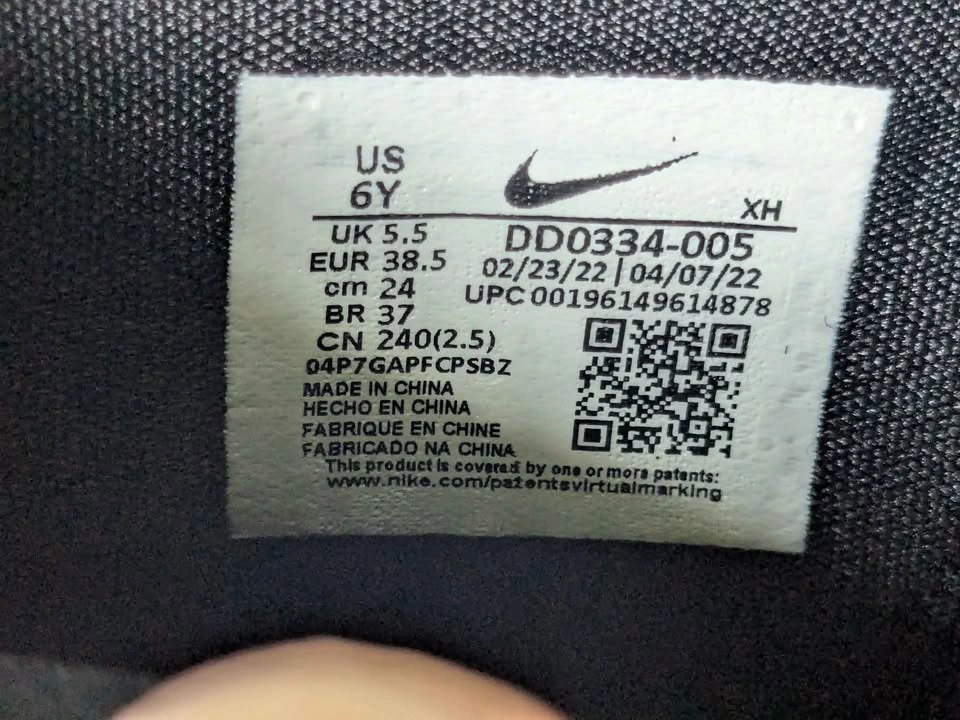 US
6Y
XH
UK 5.5
EUR 38.5
cm 24
BR 37
CN 240(2.5)
DD0334-005
02/23/22 | 04/07/22
UPC 00196149614878
04P7GAPFCPSBZ
MADE IN CHINA
HECHO EN CHINA
FABRIQUE EN CHINE
FABRICADO NA CHINA
This product is covered by one or more patents:
www.nike.com/patentsvirtualmarking